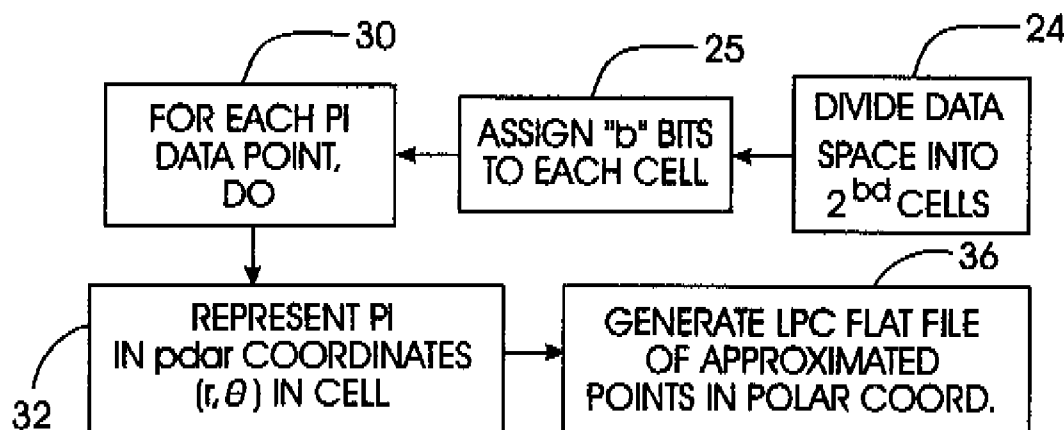 30
25
24
FOR EACH PI
DATA POINT,
DO
ASSIGN "b" BITS
TO EACH CELL
DIVIDE DATA
SPACE INTO
2^bd CELLS
36
REPRESENT PI
IN pdar COORDINATES
(r, θ) IN CELL
GENERATE LPC FLAT FILE
OF APPROXIMATED
POINTS IN POLAR COORD.
32